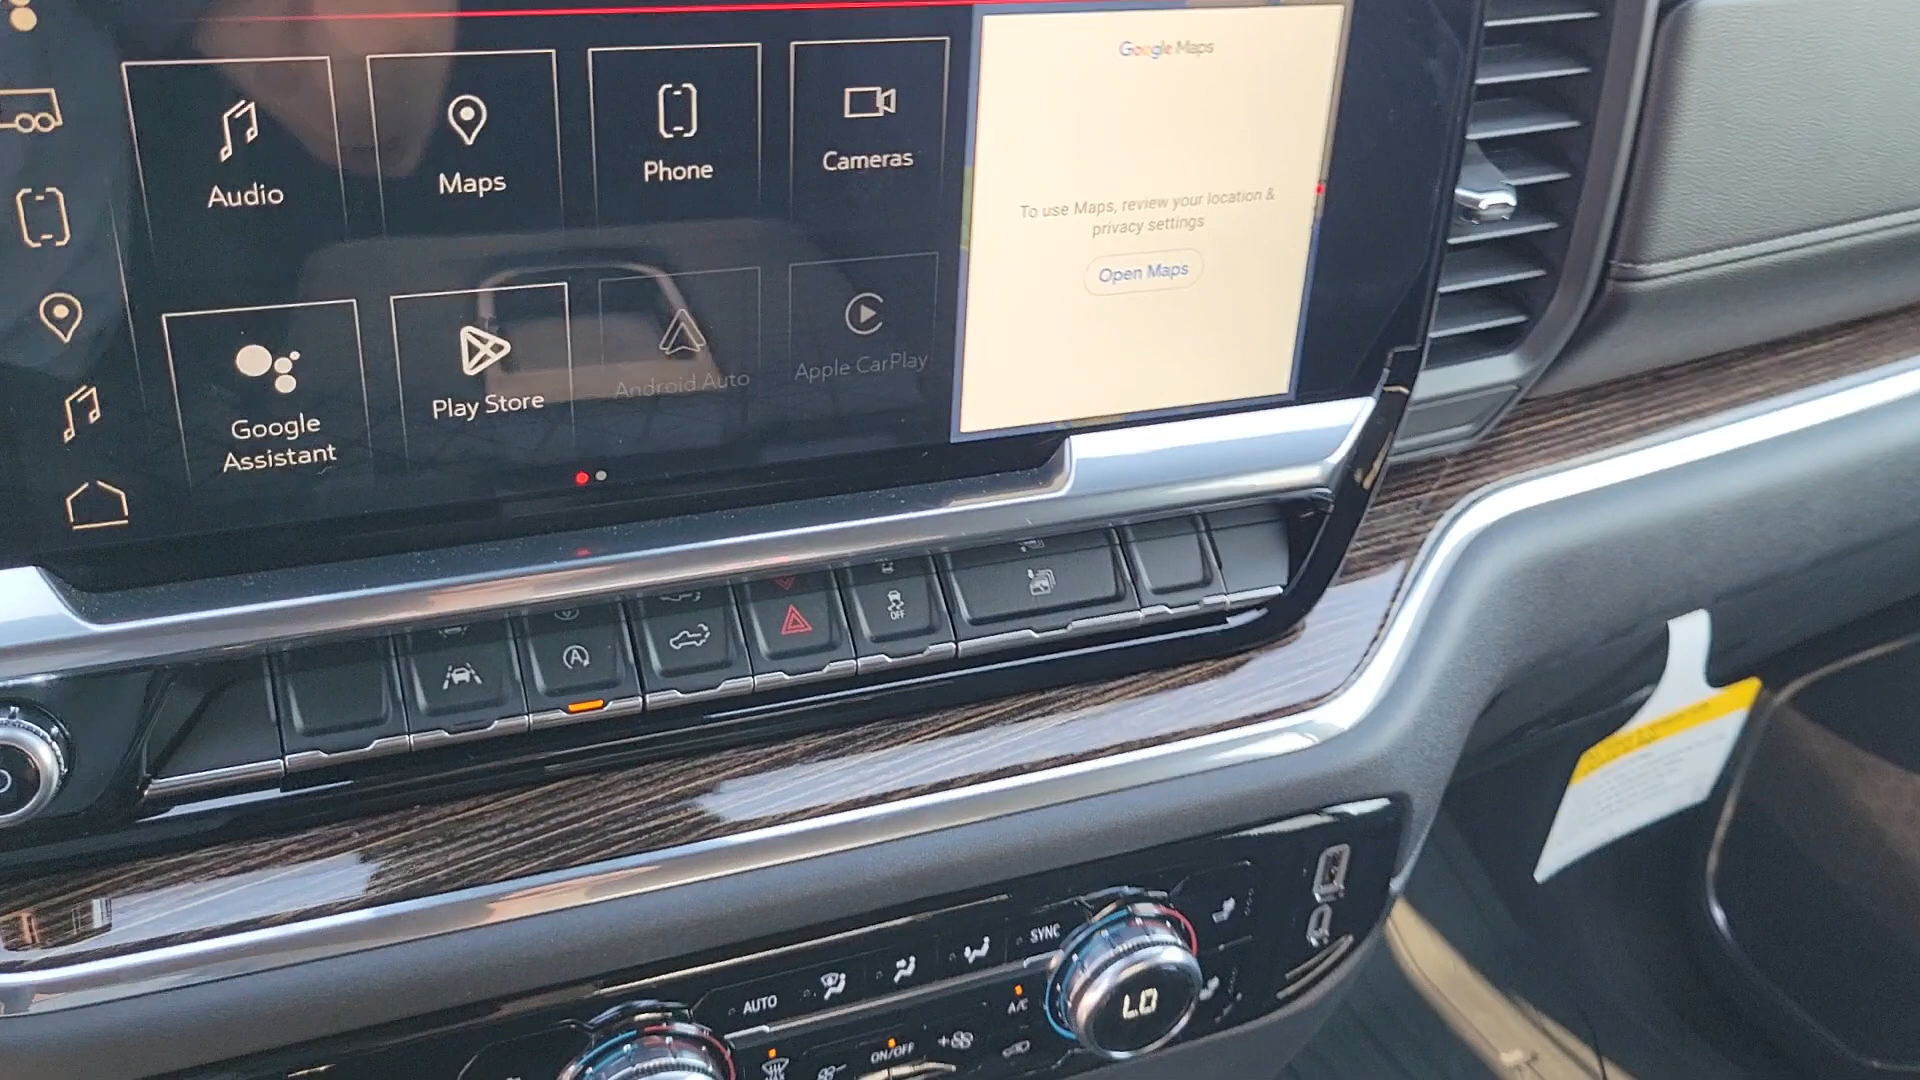 Google Maps
Audio
Maps
Phone
Cameras
To use Maps, review your location &
privacy settings
Open Maps
Google
Assistant
Play Store
Android Auto
Apple CarPlay
A
OFF
SYNC
AUTO
A/C
LO
ON/OFF